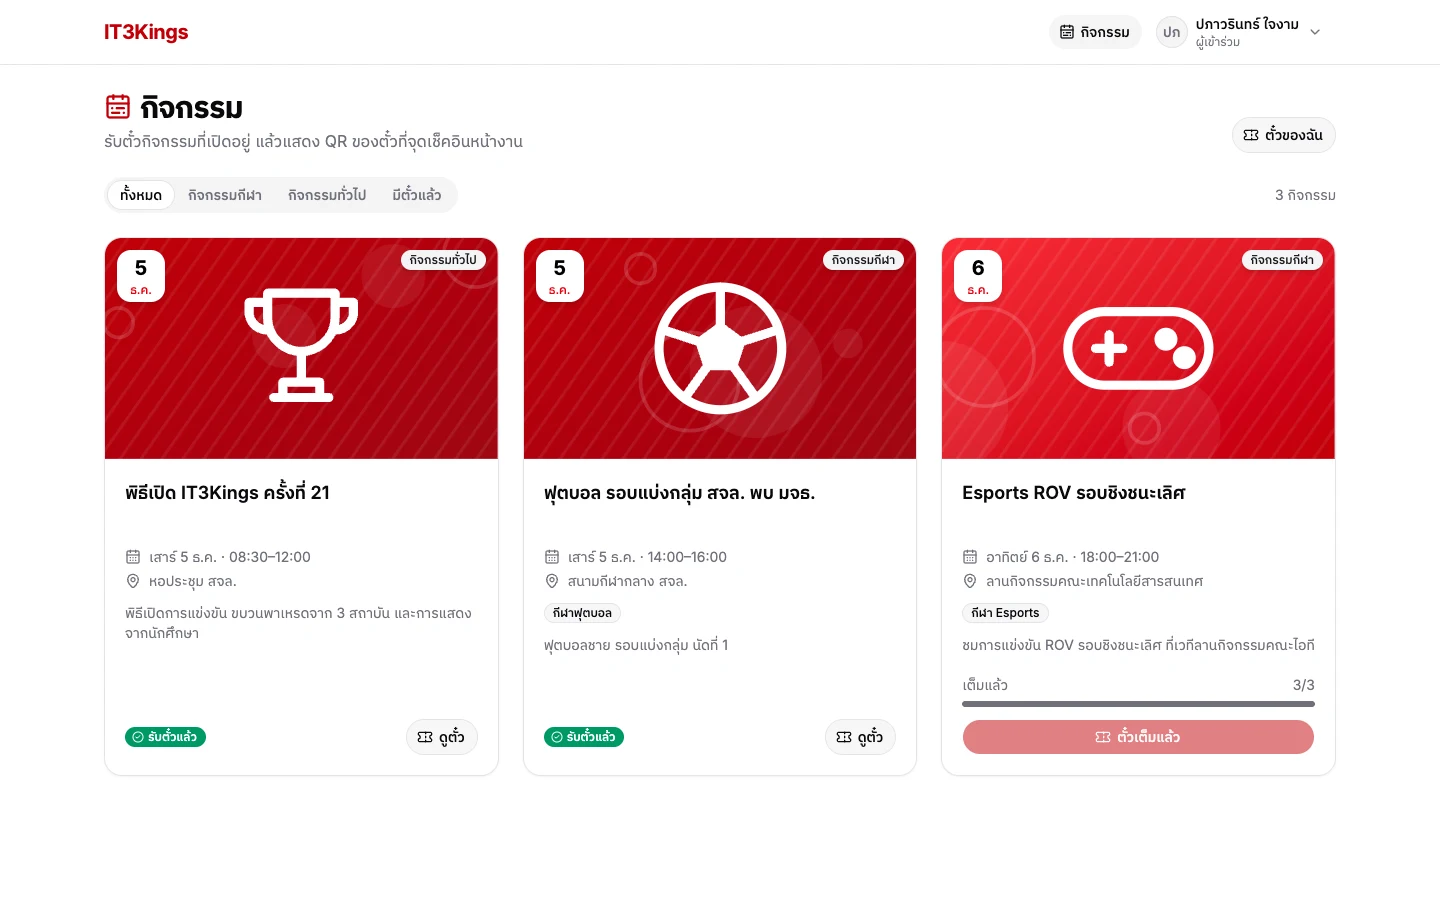 IT3Kings
กิจกรรม
ปภ
ปภาวรินทร์ ใจงาม
ผู้เข้าร่วม
กิจกรรม
รับตั๋วกิจกรรมที่เปิดอยู่ แล้วแสดง QR ของตั๋วที่จุดเช็คอินหน้างาน
ตั๋วของฉัน
ทั้งหมด กิจกรรมกีฬา กิจกรรมทั่วไป มีตั๋วแล้ว
3 กิจกรรม
5
ธ.ค.
กิจกรรมทั่วไป
พิธีเปิด IT3Kings ครั้งที่ 21
เสาร์ 5 ธ.ค. · 08:30–12:00
หอประชุม สจล.
พิธีเปิดการแข่งขัน ขบวนพาเหรดจาก 3 สถาบัน และการแสดง
จากนักศึกษา
รับตั๋วแล้ว
ดูตั๋ว
5
ธ.ค.
กิจกรรมกีฬา
ฟุตบอล รอบแบ่งกลุ่ม สจล. พบ มจธ.
เสาร์ 5 ธ.ค. · 14:00–16:00
สนามกีฬากลาง สจล.
กีฬาฟุตบอล
ฟุตบอลชาย รอบแบ่งกลุ่ม นัดที่ 1
รับตั๋วแล้ว
ดูตั๋ว
6
ธ.ค.
กิจกรรมกีฬา
Esports ROV รอบชิงชนะเลิศ
อาทิตย์ 6 ธ.ค. · 18:00–21:00
ลานกิจกรรมคณะเทคโนโลยีสารสนเทศ
กีฬา Esports
ชมการแข่งขัน ROV รอบชิงชนะเลิศ ที่เวทีลานกิจกรรมคณะไอที
เต็มแล้ว
3/3
ตั๋วเต็มแล้ว